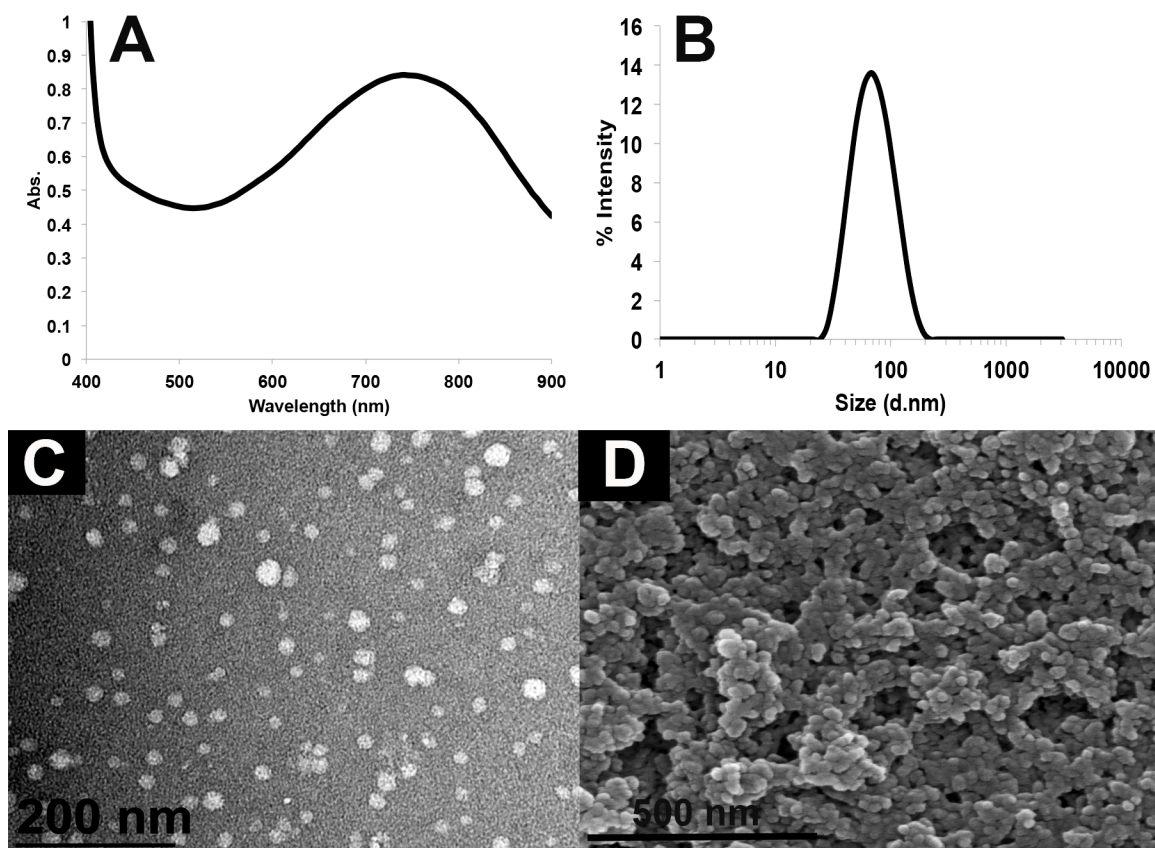 A
Abs.
1
0.9
0.8
0.7
0.6
0.5
0.4
0.3
0.2
0.1
0
400 500 600 700 800 900
Wavelength (nm)
B
% Intensity
16
14
12
10
8
6
4
2
0
1 10 100 1000 10000
Size (d.nm)
C
200 nm
D
500 nm